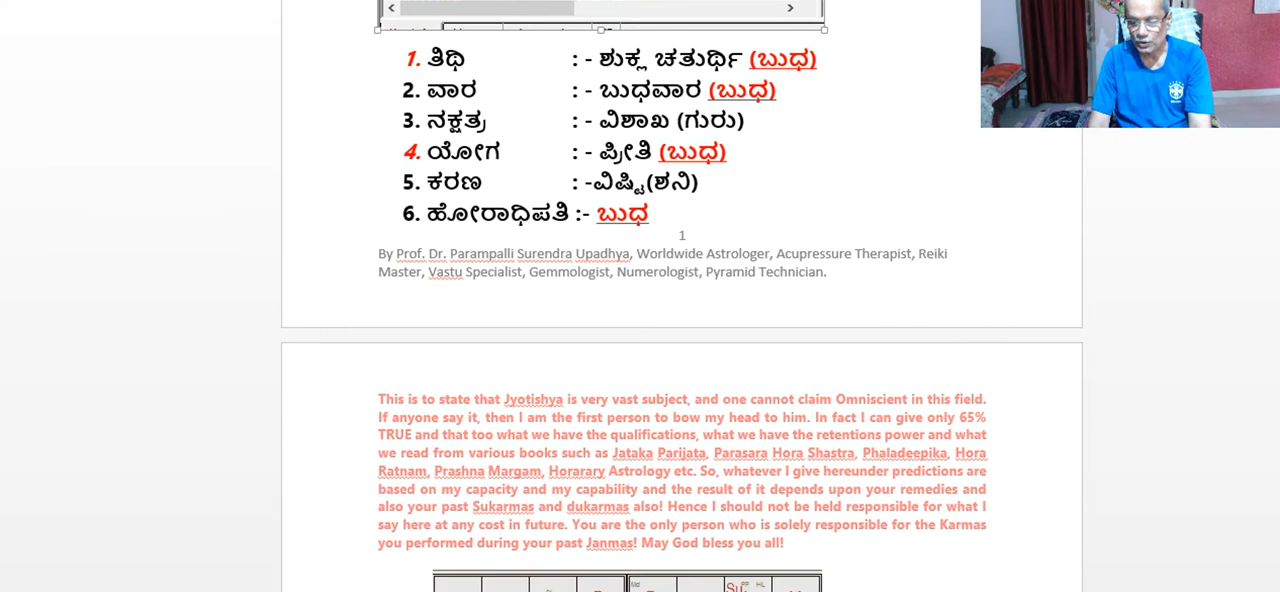 1. ತಿಥಿ : - ಶುಕ್ಲ ಚತುರ್ಥಿ (ಬುಧ)
2. ವಾರ : - ಬುಧವಾರ (ಬುಧ)
3. ನಕ್ಷತ್ರ : - ವಿಶಾಖ (ಗುರು)
4. ಯೋಗ : - ಪ್ರೀತಿ (ಬುಧ)
5. ಕರಣ : -ವಿಷ್ಟಿ(ಶನಿ)
6. ಹೋರಾಧಿಪತಿ :- ಬುಧ
1
By Prof. Dr. Parampalli Surendra Upadhya, Worldwide Astrologer, Acupressure Therapist, Reiki
Master, Vastu Specialist, Gemmologist, Numerologist, Pyramid Technician.
This is to state that Jyotishya is very vast subject, and one cannot claim Omniscient in this field.
If anyone say it, then I am the first person to bow my head to him. In fact I can give only 65%
TRUE and that too what we have the qualifications, what we have the retentions power and what
we read from various books such as Jataka Parijata, Parasara Hora Shastra, Phaladeepika, Hora
Ratnam, Prashna Margam, Horarary Astrology etc. So, whatever I give hereunder predictions are
based on my capacity and my capability and the result of it depends upon your remedies and
also your past Sukarmas and dukarmas also! Hence I should not be held responsible for what I
say here at any cost in future. You are the only person who is solely responsible for the Karmas
you performed during your past Janmas! May God bless you all!
Md Su PP HL